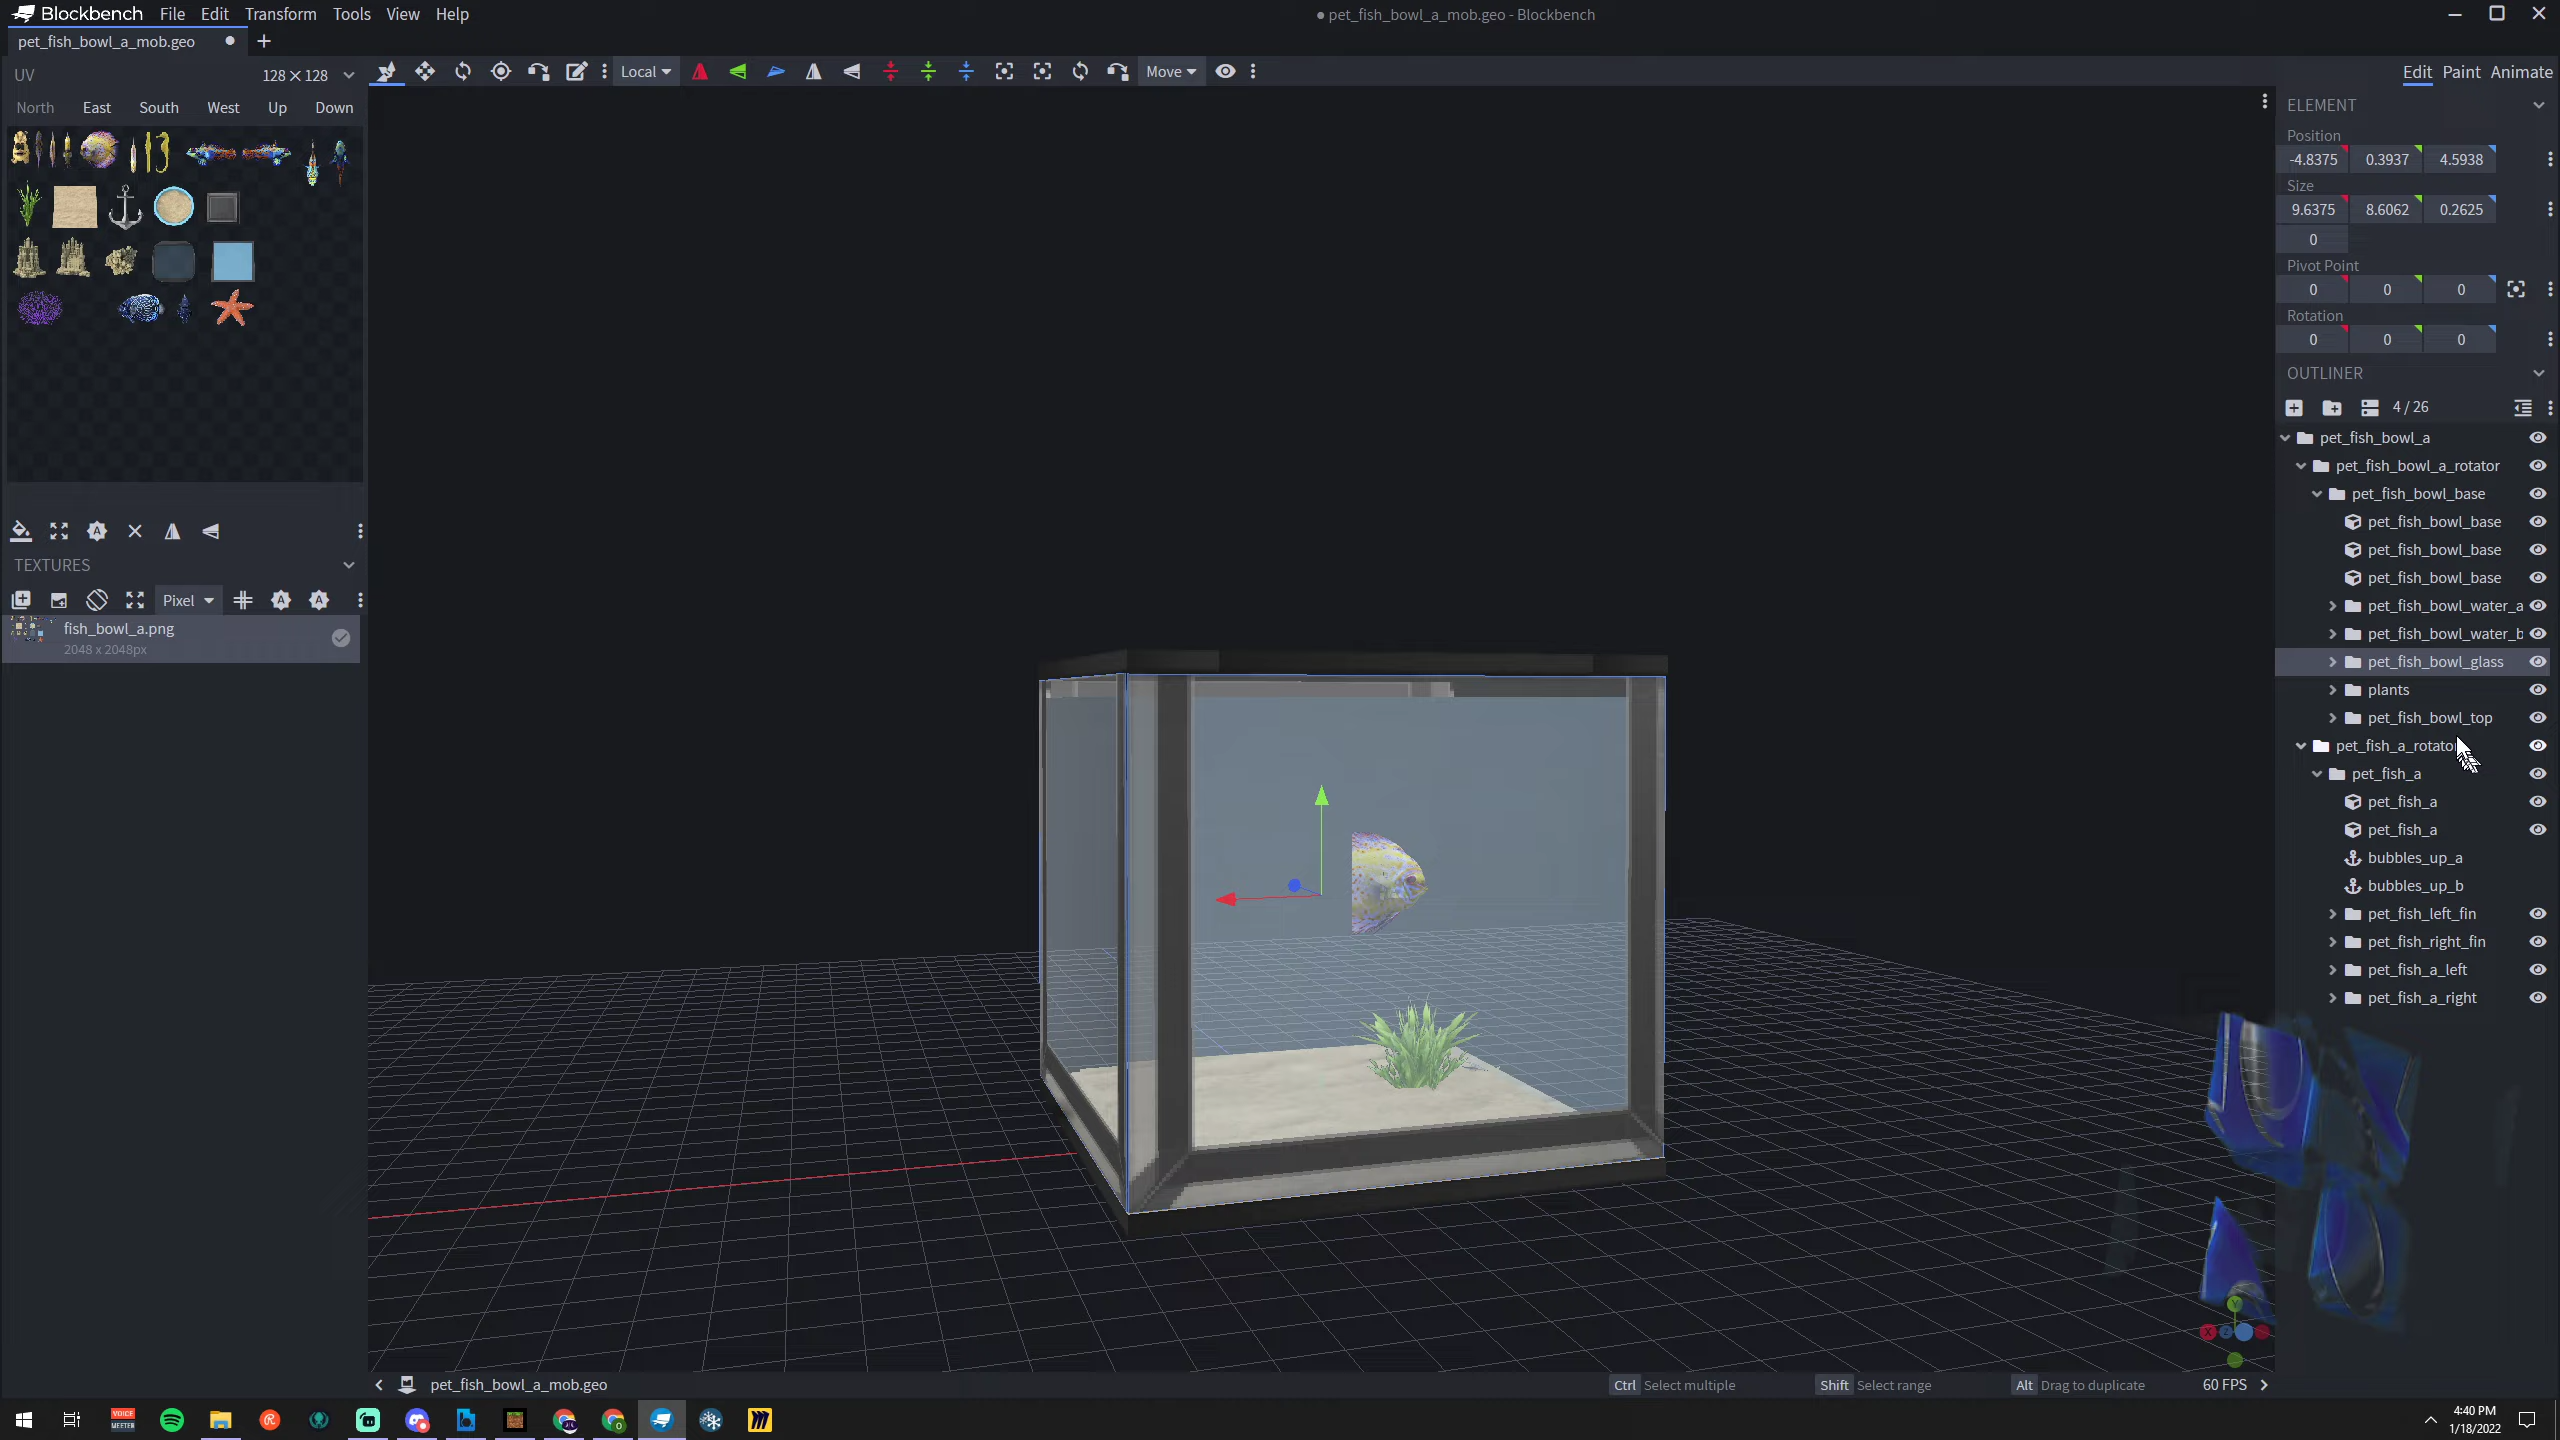 Blockbench File Edit Transform Tools View Help
● pet_fish_bowl_a_mob.geo - Blockbench
pet_fish_bowl_a_mob.geo
UV 128 × 128
Local Move
Edit Paint Animate
North East South West Up Down
ELEMENT
Position
-4.8375 0.3937 4.5938
Size
9.6375 8.6062 0.2625
0
Pivot Point
0 0 0
Rotation
0 0 0
OUTLINER
4 / 26
pet_fish_bowl_a
pet_fish_bowl_a_rotator
pet_fish_bowl_base
pet_fish_bowl_base
pet_fish_bowl_base
pet_fish_bowl_base
pet_fish_bowl_water_a
pet_fish_bowl_water_b
pet_fish_bowl_glass
plants
pet_fish_bowl_top
pet_fish_a_rotator
pet_fish_a
pet_fish_a
pet_fish_a
bubbles_up_a
bubbles_up_b
pet_fish_left_fin
pet_fish_right_fin
pet_fish_a_left
pet_fish_a_right
TEXTURES
Pixel
fish_bowl_a.png
2048 x 2048px
pet_fish_bowl_a_mob.geo
Ctrl Select multiple Shift Select range Alt Drag to duplicate 60 FPS
VOICE
MEETER
4:40 PM
1/18/2022